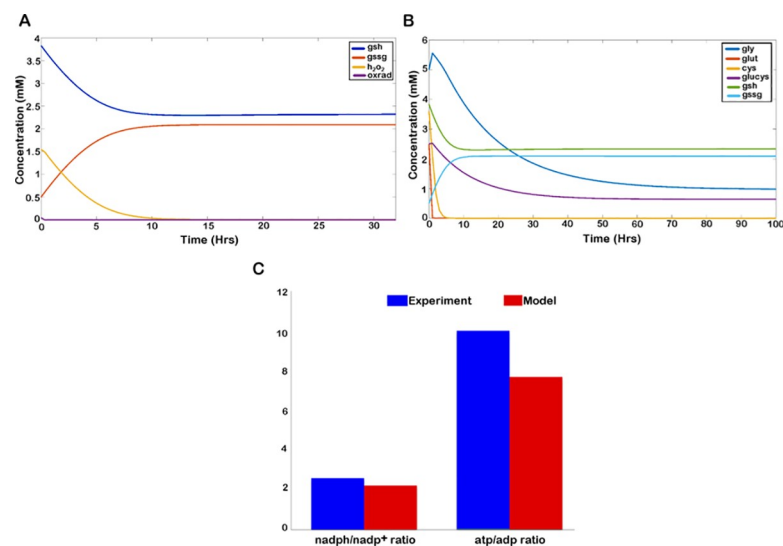 A
4
3.5
3
2.5
2
1.5
1
0.5
0
0 5 10 15 20 25 30
Concentration (mM)
Time (Hrs)
gsh
gssg
h₂o₂
oxrad
B
6
5
4
3
2
1
0
0 10 20 30 40 50 60 70 80 90 100
Concentration (mM)
Time (Hrs)
gly
glut
cys
glucys
gsh
gssg
C
12
10
8
6
4
2
0
Experiment Model
nadph/nadp⁺ ratio atp/adp ratio